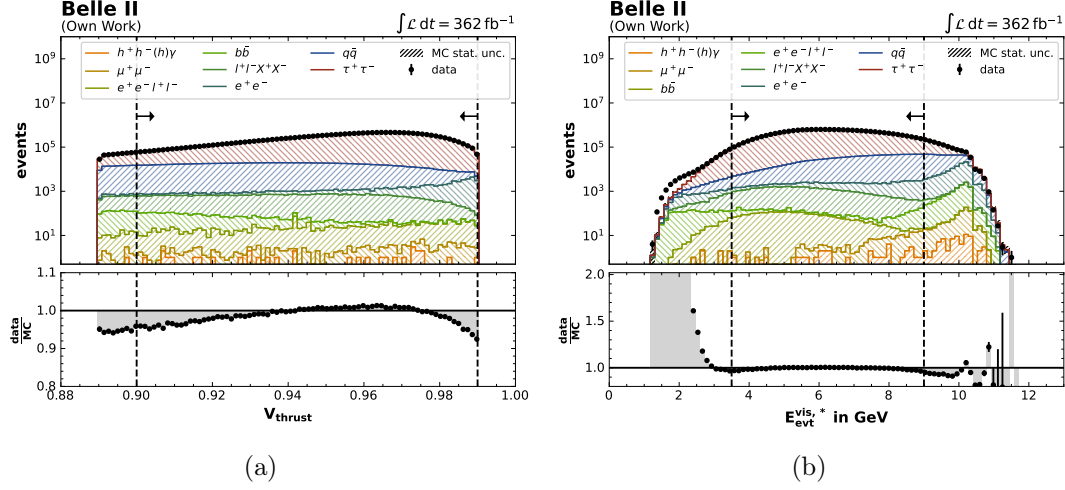 Belle II
(Own Work)
∫ℒ dt = 362 fb⁻¹
h⁺h⁻(h)γ
μ⁺μ⁻
e⁺e⁻l⁺l⁻
bb̄
l⁺l⁻X⁺X⁻
e⁺e⁻
qq̄
τ⁺τ⁻
MC stat. unc.
data
events
10⁹
10⁷
10⁵
10³
10¹
data
MC
1.1
1.0
0.9
0.8
0.88 0.90 0.92 0.94 0.96 0.98 1.00
V_thrust
(a)
Belle II
(Own Work)
∫ℒ dt = 362 fb⁻¹
h⁺h⁻(h)γ
μ⁺μ⁻
bb̄
e⁺e⁻l⁺l⁻
l⁺l⁻X⁺X⁻
e⁺e⁻
qq̄
τ⁺τ⁻
MC stat. unc.
data
events
10⁹
10⁷
10⁵
10³
10¹
data
MC
2.0
1.5
1.0
0 2 4 6 8 10 12
E_evt^vis, * in GeV
(b)